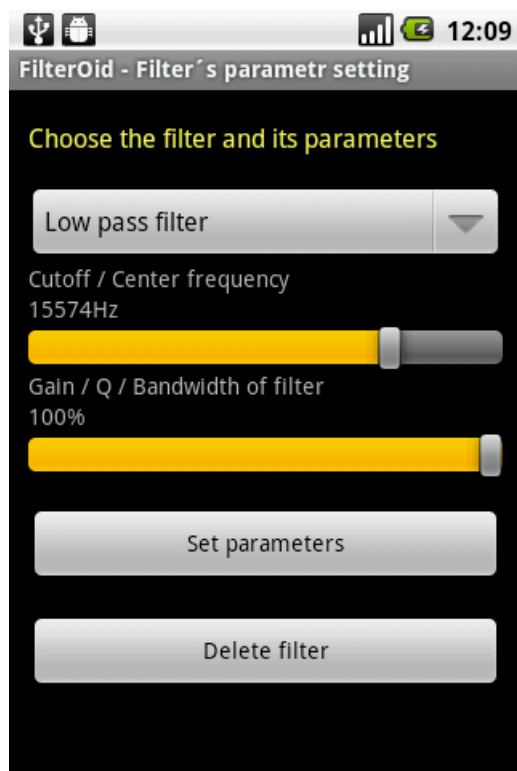 12:09
FilterOid - Filter´s parametr setting
Choose the filter and its parameters
Low pass filter
Cutoff / Center frequency
15574Hz
Gain / Q / Bandwidth of filter
100%
Set parameters
Delete filter